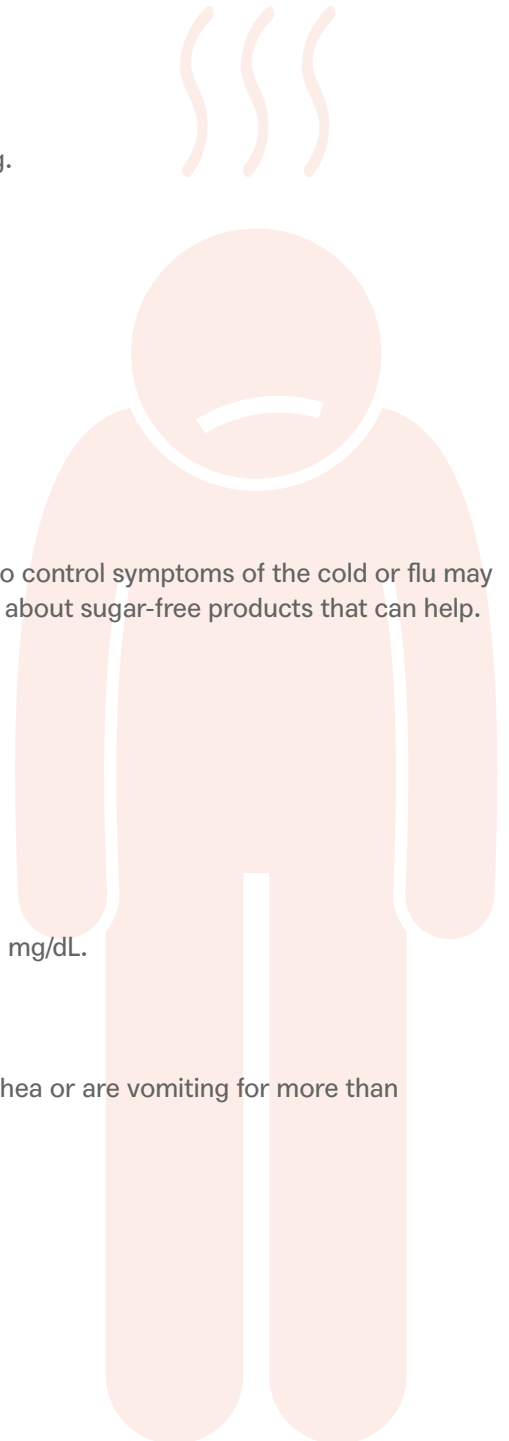 g.
o control symptoms of the cold or flu may
about sugar-free products that can help.
mg/dL.
hea or are vomiting for more than